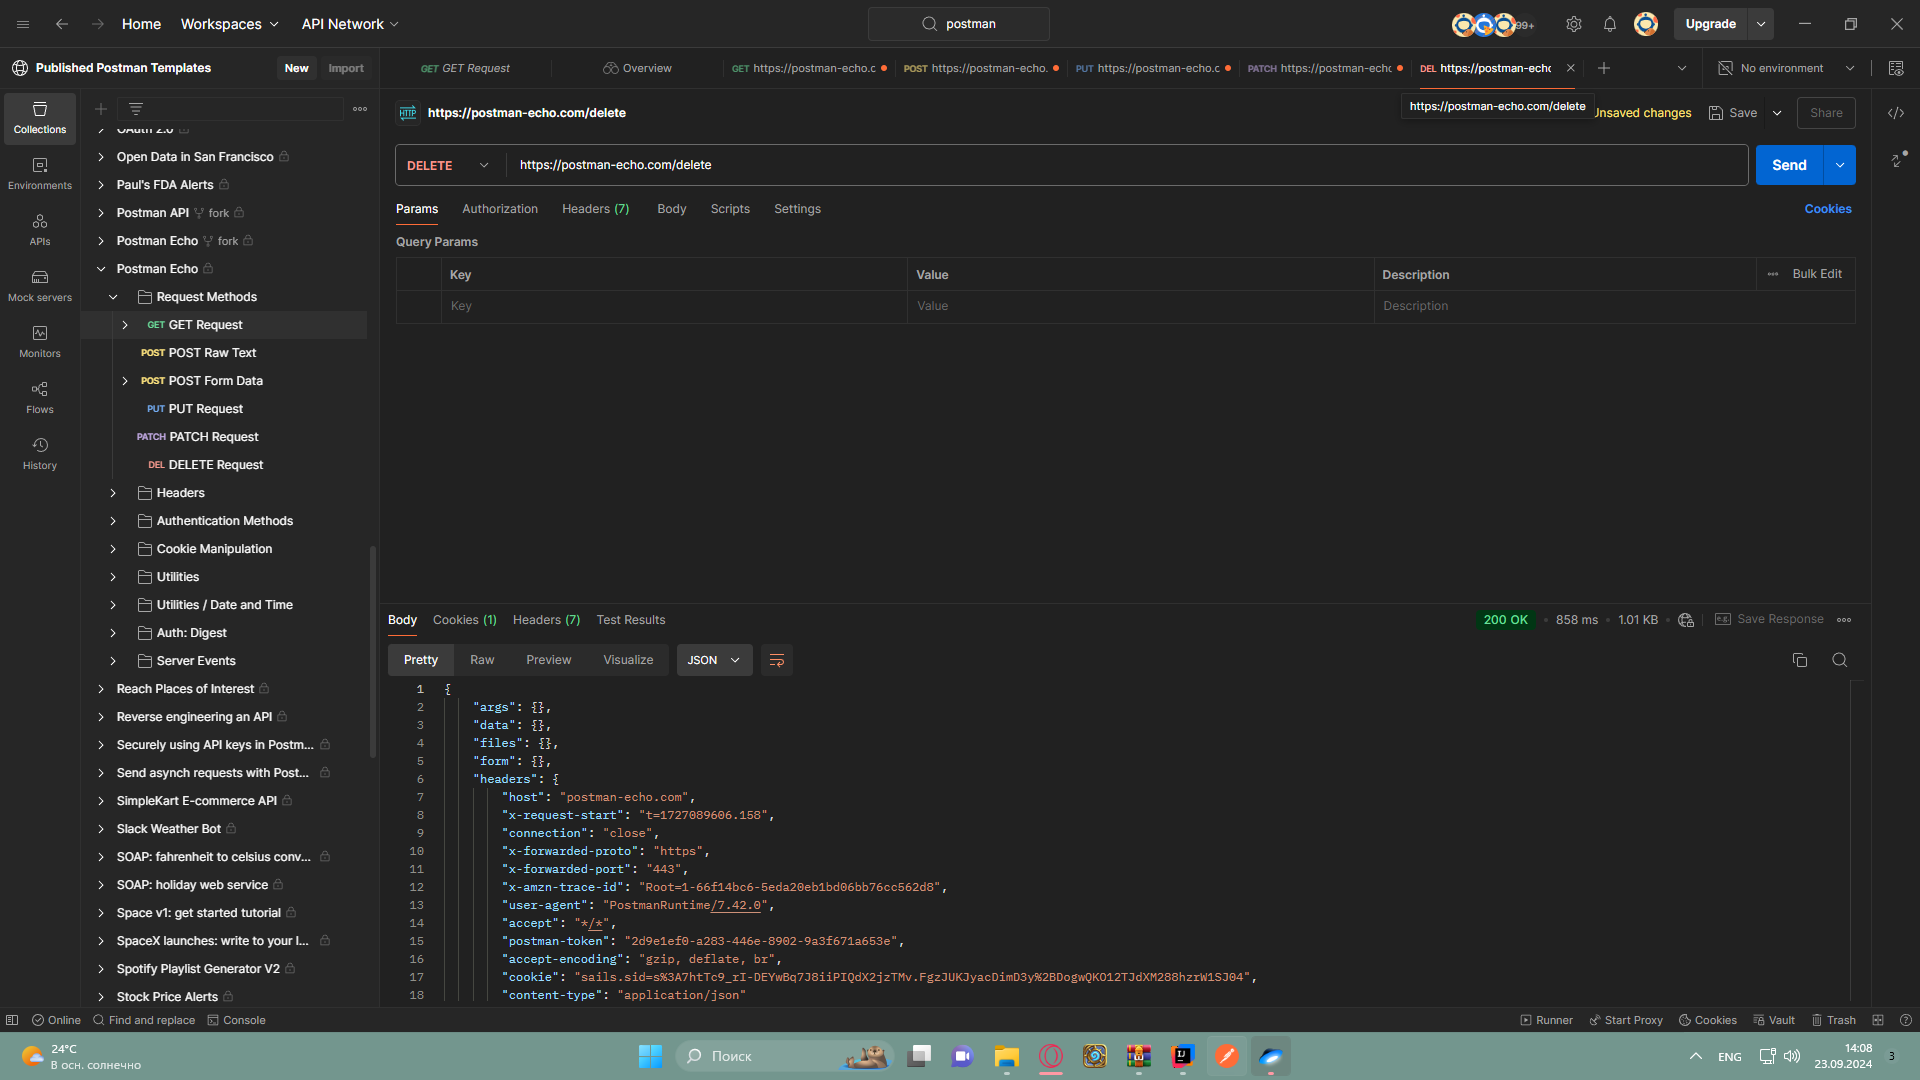 Home Workspaces API Network postman 99+ Upgrade
Published Postman Templates New Import
GET GET Request Overview GET https://postman-echo.c POST https://postman-echo. PUT https://postman-echo.c PATCH https://postman-echo DEL https://postman-echo No environment
https://postman-echo.com/delete
https://postman-echo.com/delete Unsaved changes Save Share
DELETE https://postman-echo.com/delete Send
Params Authorization Headers (7) Body Scripts Settings Cookies
Query Params
Key Value Description Bulk Edit
Key Value Description
Collections
Environments
APIs
Mock servers
Monitors
Flows
History
OAuth 2.0
Open Data in San Francisco
Paul's FDA Alerts
Postman API fork
Postman Echo fork
Postman Echo
Request Methods
GET GET Request
POST POST Raw Text
POST POST Form Data
PUT PUT Request
PATCH PATCH Request
DEL DELETE Request
Headers
Authentication Methods
Cookie Manipulation
Utilities
Utilities / Date and Time
Auth: Digest
Server Events
Reach Places of Interest
Reverse engineering an API
Securely using API keys in Postm...
Send asynch requests with Post...
SimpleKart E-commerce API
Slack Weather Bot
SOAP: fahrenheit to celsius conv...
SOAP: holiday web service
Space v1: get started tutorial
SpaceX launches: write to your l...
Spotify Playlist Generator V2
Stock Price Alerts
Body Cookies (1) Headers (7) Test Results 200 OK 858 ms 1.01 KB Save Response
Pretty Raw Preview Visualize JSON
1 {
2 "args": {},
3 "data": {},
4 "files": {},
5 "form": {},
6 "headers": {
7 "host": "postman-echo.com",
8 "x-request-start": "t=1727089606.158",
9 "connection": "close",
10 "x-forwarded-proto": "https",
11 "x-forwarded-port": "443",
12 "x-amzn-trace-id": "Root=1-66f14bc6-5eda20eb1bd06bb76cc562d8",
13 "user-agent": "PostmanRuntime/7.42.0",
14 "accept": "*/*",
15 "postman-token": "2d9e1ef0-a283-446e-8902-9a3f671a653e",
16 "accept-encoding": "gzip, deflate, br",
17 "cookie": "sails.sid=s%3A7htTc9_rI-DEYwBq7J8iiPIQdX2jzTMv.FgzJUKJyacDimD3y%2BDogwQKO12TJdXM288hzrW1SJ04",
18 "content-type": "application/json"
Online Find and replace Console Runner Start Proxy Cookies Vault Trash
24°C
В осн. солнечно
Поиск
ENG
14:08
23.09.2024
3